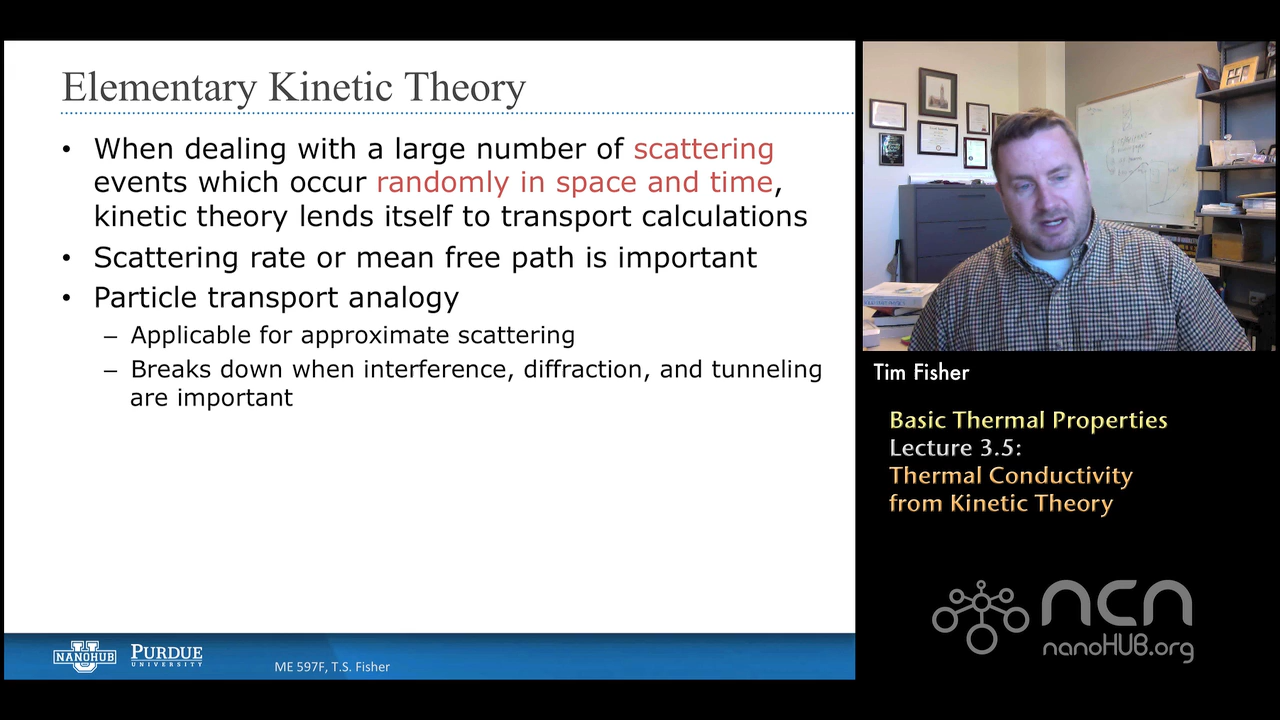 Elementary Kinetic Theory
• When dealing with a large number of scattering
events which occur randomly in space and time,
kinetic theory lends itself to transport calculations
• Scattering rate or mean free path is important
• Particle transport analogy
– Applicable for approximate scattering
– Breaks down when interference, diffraction, and tunneling
are important
U
NANOHUB
PURDUE
UNIVERSITY
ME 597F, T.S. Fisher
Tim Fisher
Basic Thermal Properties
Lecture 3.5:
Thermal Conductivity
from Kinetic Theory
ncn
nanoHUB.org